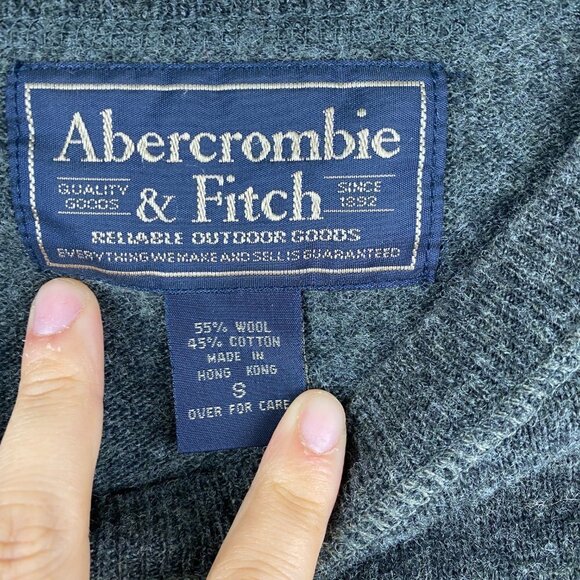 Abercrombie
QUALITY GOODS & Fitch SINCE 1892
RELIABLE OUTDOOR GOODS
EVERYTHING WE MAKE AND SELL IS GUARANTEED
55% WOOL
45% COTTON
MADE IN
HONG KONG
S
OVER FOR CARE